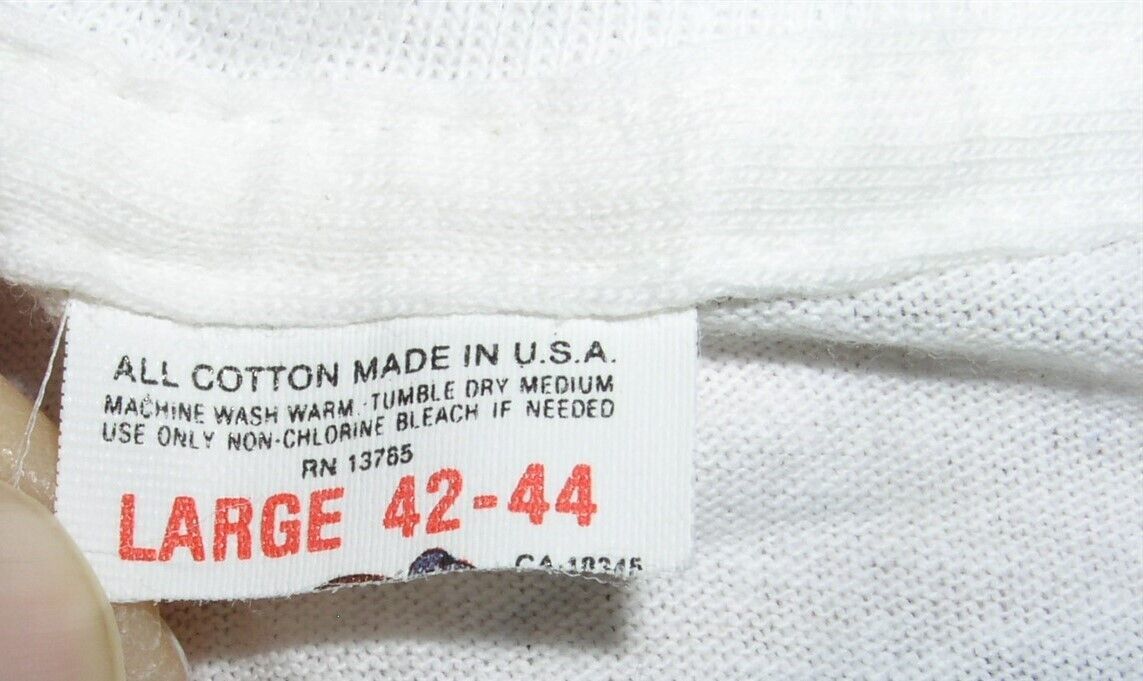 ALL COTTON MADE IN U.S.A.
MACHINE WASH WARM. TUMBLE DRY MEDIUM
USE ONLY NON-CHLORINE BLEACH IF NEEDED
RN 13765
LARGE 42-44
CA